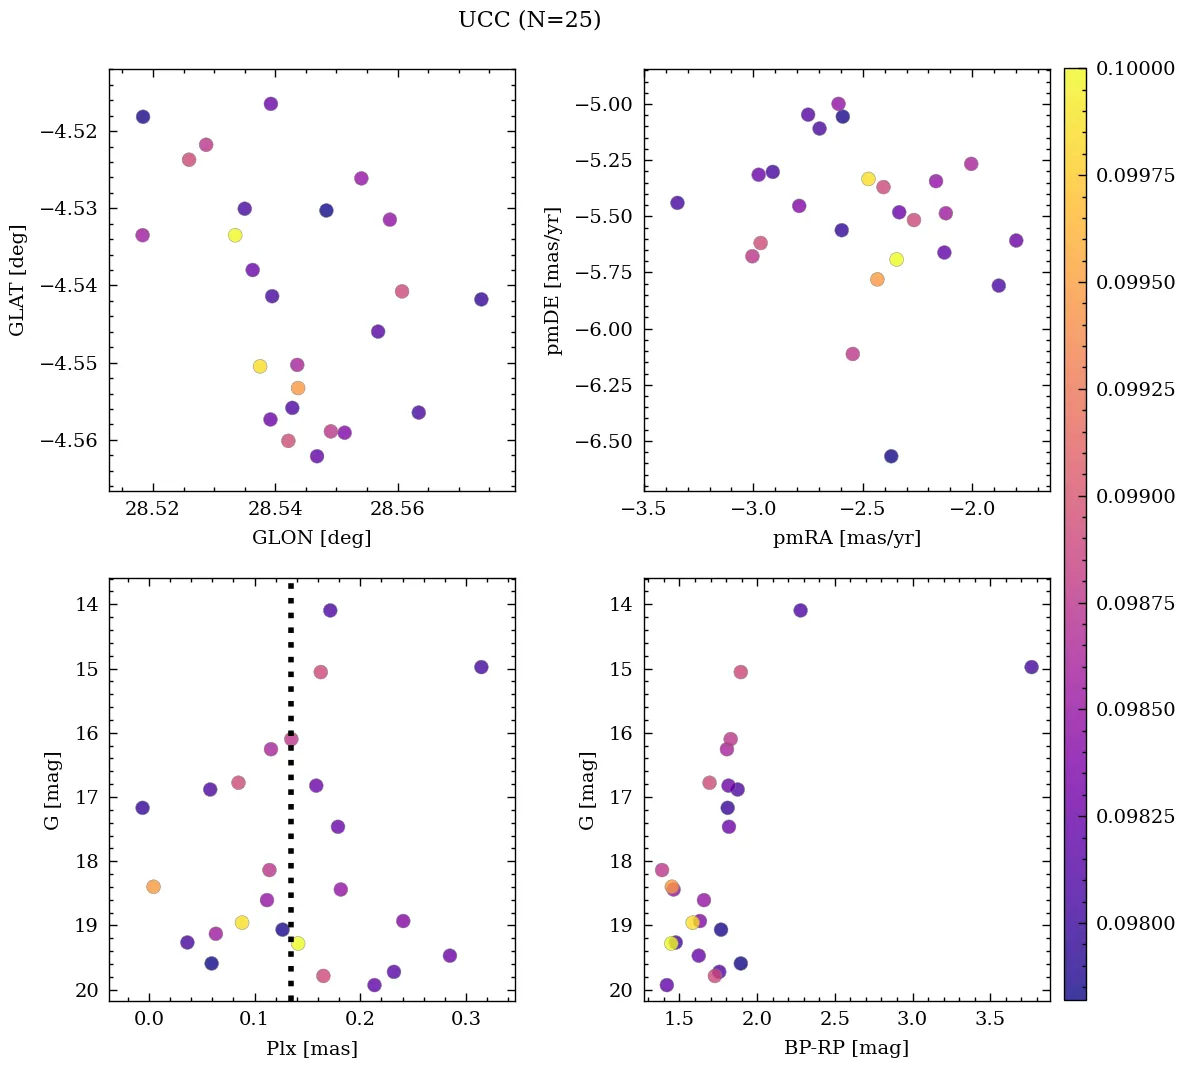 UCC (N=25)
−4.52
−4.53
−4.54
−4.55
−4.56
GLAT [deg]
28.52 28.54 28.56
GLON [deg]
−5.00
−5.25
−5.50
−5.75
−6.00
−6.25
−6.50
pmDE [mas/yr]
−3.5 −3.0 −2.5 −2.0
pmRA [mas/yr]
14
15
16
17
18
19
20
G [mag]
0.0 0.1 0.2 0.3
Plx [mas]
14
15
16
17
18
19
20
G [mag]
1.5 2.0 2.5 3.0 3.5
BP-RP [mag]
0.10000
0.09975
0.09950
0.09925
0.09900
0.09875
0.09850
0.09825
0.09800